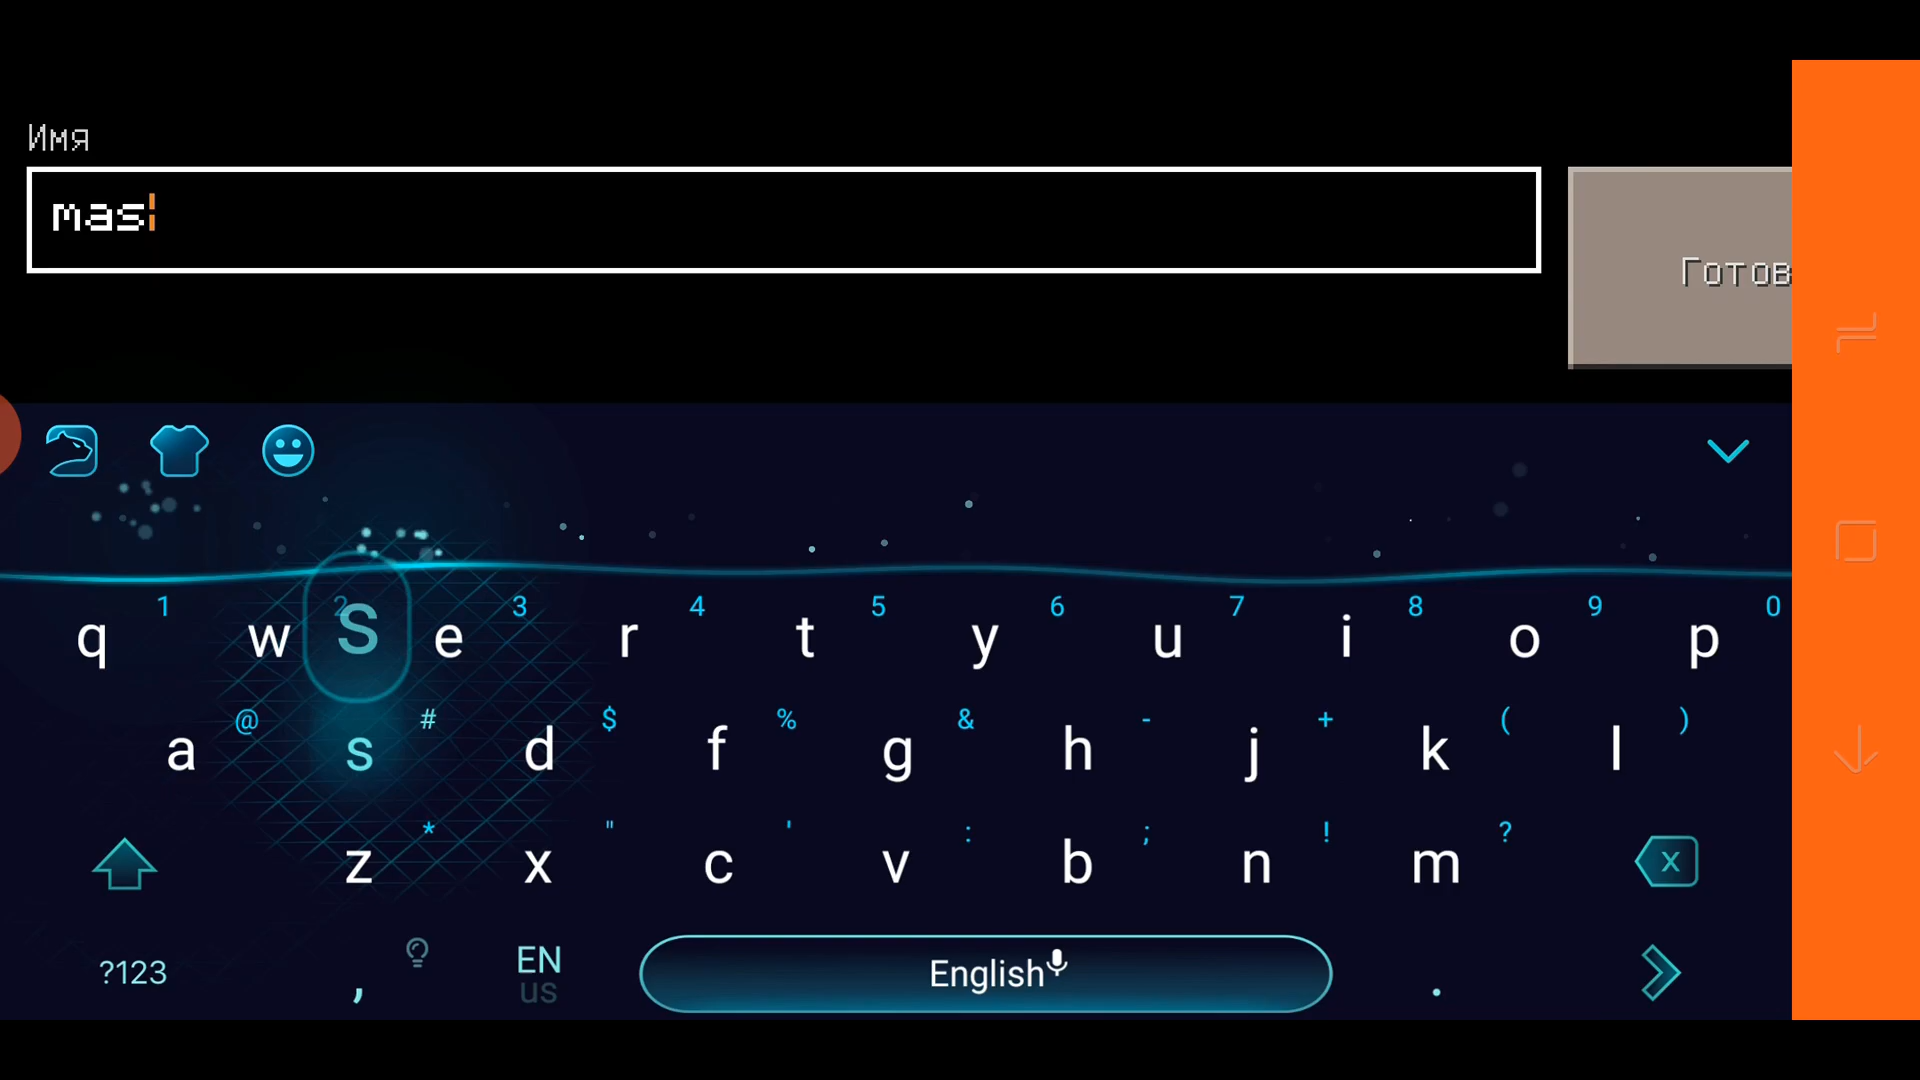 Имя
mas
Готов
1 2 3 4 5 6 7 8 9 0
q w S e r t y u i o p
@ # $ % & - + ( )
a s d f g h j k l
* " ' : ; ! ?
z x c v b n m x
?123 , EN English .
US